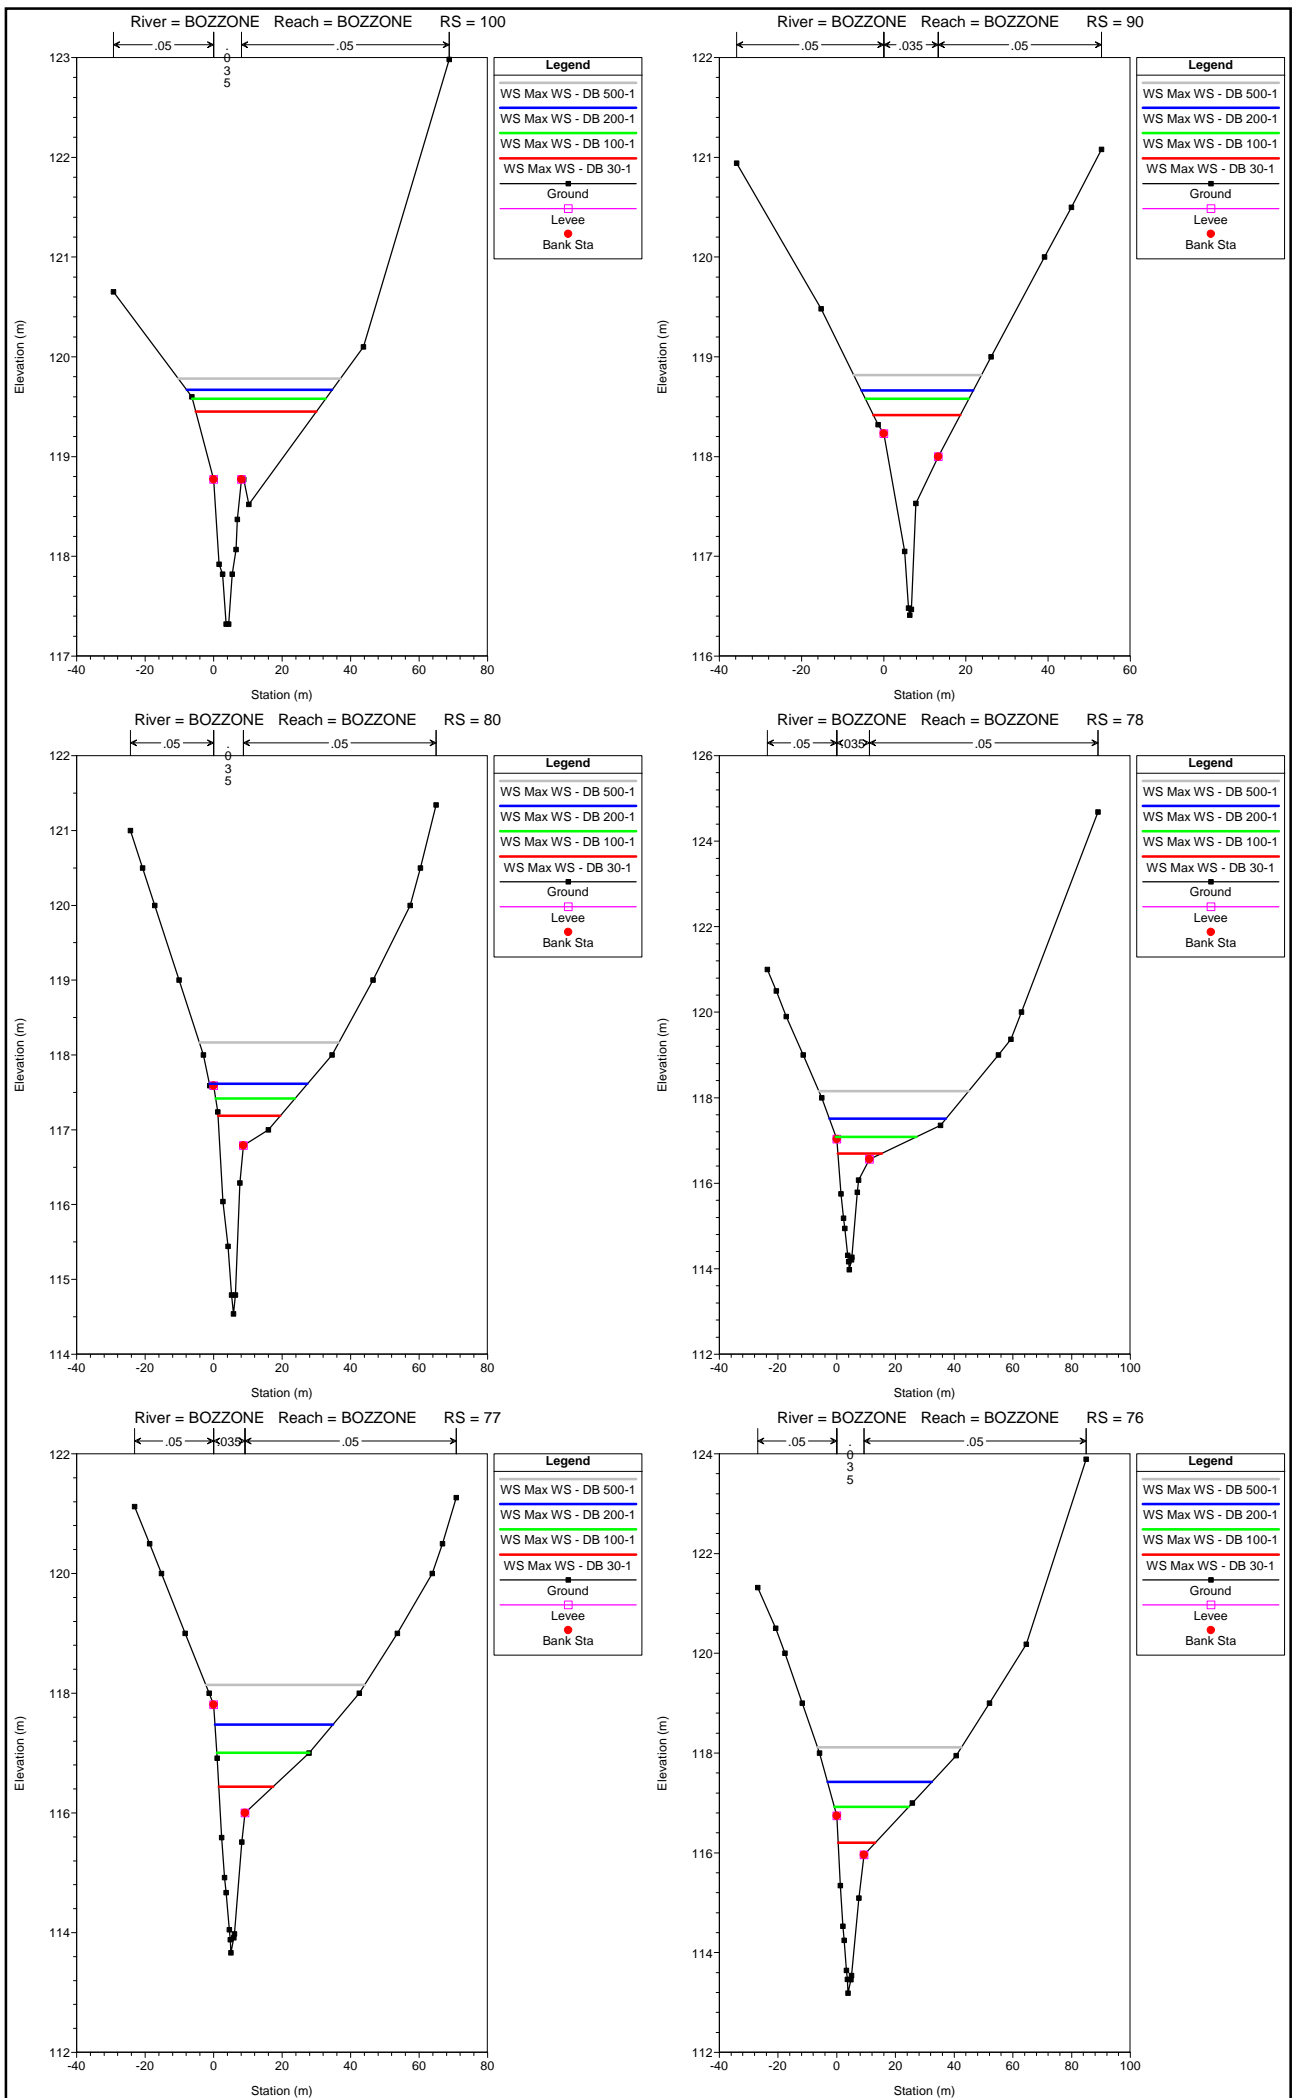 River = BOZZONE Reach = BOZZONE RS = 100
.05 .035 .05
Legend
WS Max WS - DB 500-1
WS Max WS - DB 200-1
WS Max WS - DB 100-1
WS Max WS - DB 30-1
Ground
Levee
Bank Sta
Elevation (m)
123
122
121
120
119
118
117
-40 -20 0 20 40 60 80
Station (m)
River = BOZZONE Reach = BOZZONE RS = 90
.05 .035 .05
Legend
WS Max WS - DB 500-1
WS Max WS - DB 200-1
WS Max WS - DB 100-1
WS Max WS - DB 30-1
Ground
Levee
Bank Sta
Elevation (m)
122
121
120
119
118
117
116
-40 -20 0 20 40 60
Station (m)
River = BOZZONE Reach = BOZZONE RS = 80
.05 .035 .05
Legend
WS Max WS - DB 500-1
WS Max WS - DB 200-1
WS Max WS - DB 100-1
WS Max WS - DB 30-1
Ground
Levee
Bank Sta
Elevation (m)
122
121
120
119
118
117
116
115
114
-40 -20 0 20 40 60 80
Station (m)
River = BOZZONE Reach = BOZZONE RS = 78
.05 .035 .05
Legend
WS Max WS - DB 500-1
WS Max WS - DB 200-1
WS Max WS - DB 100-1
WS Max WS - DB 30-1
Ground
Levee
Bank Sta
Elevation (m)
126
124
122
120
118
116
114
112
-40 -20 0 20 40 60 80 100
Station (m)
River = BOZZONE Reach = BOZZONE RS = 77
.05 .035 .05
Legend
WS Max WS - DB 500-1
WS Max WS - DB 200-1
WS Max WS - DB 100-1
WS Max WS - DB 30-1
Ground
Levee
Bank Sta
Elevation (m)
122
120
118
116
114
112
-40 -20 0 20 40 60 80
Station (m)
River = BOZZONE Reach = BOZZONE RS = 76
.05 .035 .05
Legend
WS Max WS - DB 500-1
WS Max WS - DB 200-1
WS Max WS - DB 100-1
WS Max WS - DB 30-1
Ground
Levee
Bank Sta
Elevation (m)
124
122
120
118
116
114
112
-40 -20 0 20 40 60 80 100
Station (m)